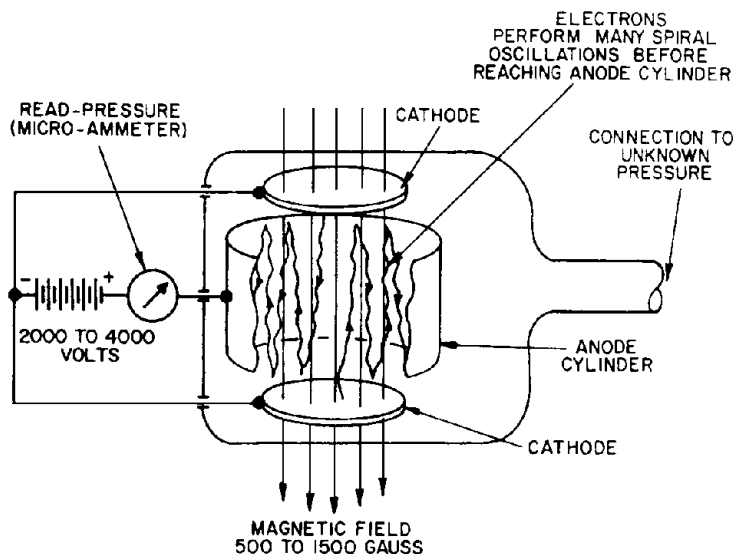 ELECTRONS
PERFORM MANY SPIRAL
OSCILLATIONS BEFORE
REACHING ANODE CYLINDER
READ-PRESSURE
(MICRO-AMMETER)
CATHODE
CONNECTION TO
UNKNOWN
PRESSURE
- +
2000 TO 4000
VOLTS
ANODE
CYLINDER
CATHODE
MAGNETIC FIELD
500 TO 1500 GAUSS